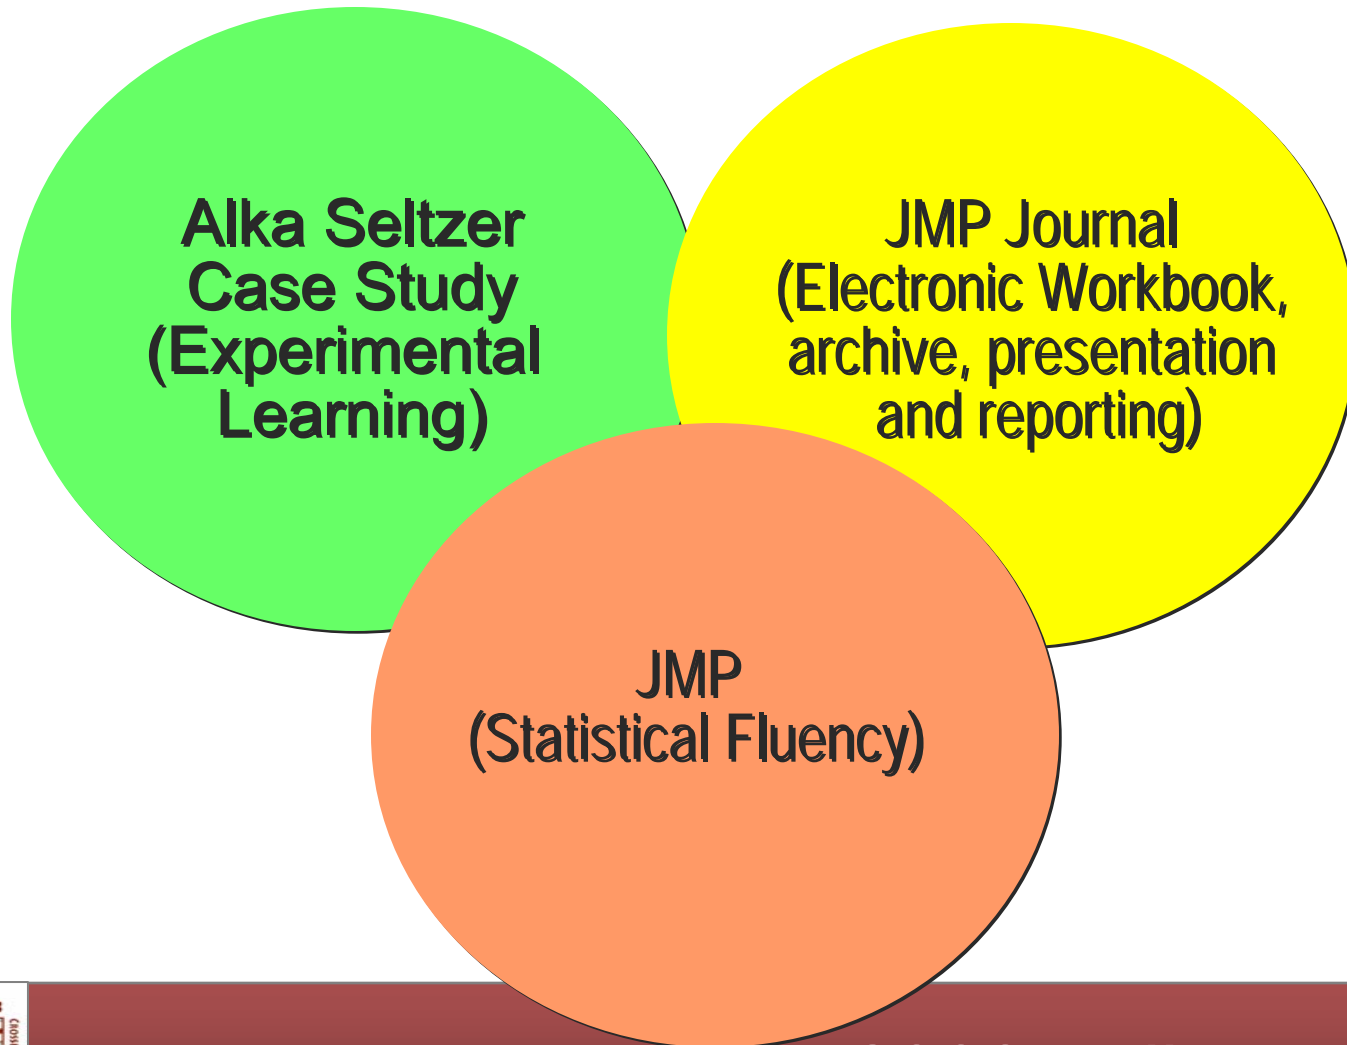 Alka Seltzer
Case Study
(Experimental
Learning)
JMP Journal
(Electronic Workbook,
archive, presentation
and reporting)
JMP
(Statistical Fluency)